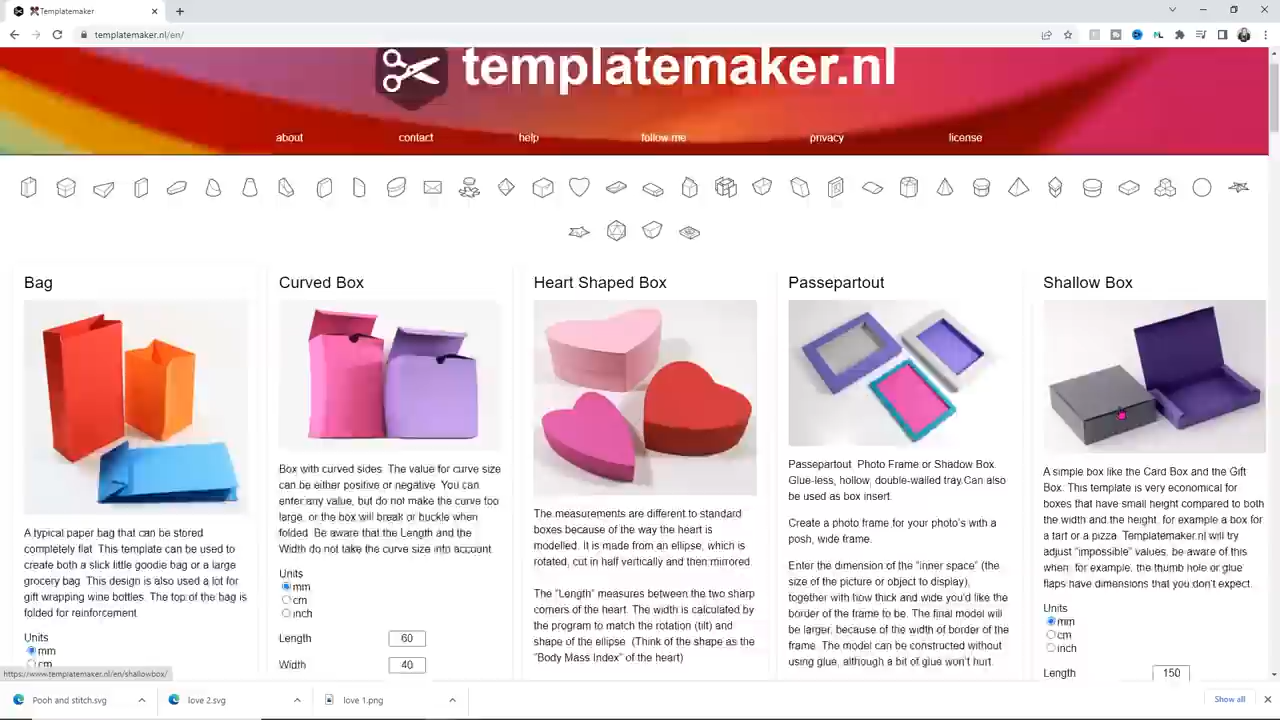 Templatemaker
templatemaker.nl/en/
templatemaker.nl
about contact help follow me privacy license
Bag
A typical paper bag that can be stored
completely flat. This template can be used to
create both a slick little goodie bag or a large
grocery bag. This design is also used a lot for
gift wrapping wine bottles. The top of the bag is
folded for reinforcement.
Units
mm
cm
Curved Box
Box with curved sides. The value for curve size
can be either positive or negative. You can
enter any value, but do not make the curve too
large, or the box will break or buckle when
folded. Be aware that the Length and the
Width do not take the curve size into account.
Units
mm
cm
inch
Length 60
Width 40
Heart Shaped Box
The measurements are different to standard
boxes because of the way the heart is
modelled. It is made from an ellipse, which is
rotated, cut in half vertically and then mirrored.
The "Length" measures between the two sharp
corners of the heart. The width is calculated by
the program to match the rotation (tilt) and
shape of the ellipse. (Think of the shape as the
"Body Mass Index" of the heart)
Passepartout
Passepartout. Photo Frame or Shadow Box.
Glue-less, hollow, double-walled tray.Can also
be used as box insert.
Create a photo frame for your photo's with a
posh, wide frame.
Enter the dimension of the "inner space" (the
size of the picture or object to display),
together with how thick and wide you'd like the
border of the frame to be. The final model will
be larger, because of the width of border of the
frame. The model can be constructed without
using glue, although a bit of glue won't hurt.
Shallow Box
A simple box like the Card Box and the Gift
Box. This template is very economical for
boxes that have small height compared to both
the width and the height, for example a box for
a tart or a pizza. Templatemaker.nl will try
adjust "impossible" values, be aware of this
when, for example, the thumb hole or glue
flaps have dimensions that you don't expect.
Units
mm
cm
inch
Length 150
https://www.templatemaker.nl/en/shallowbox/
Pooh and stitch.svg love 2.svg love 1.png Show all